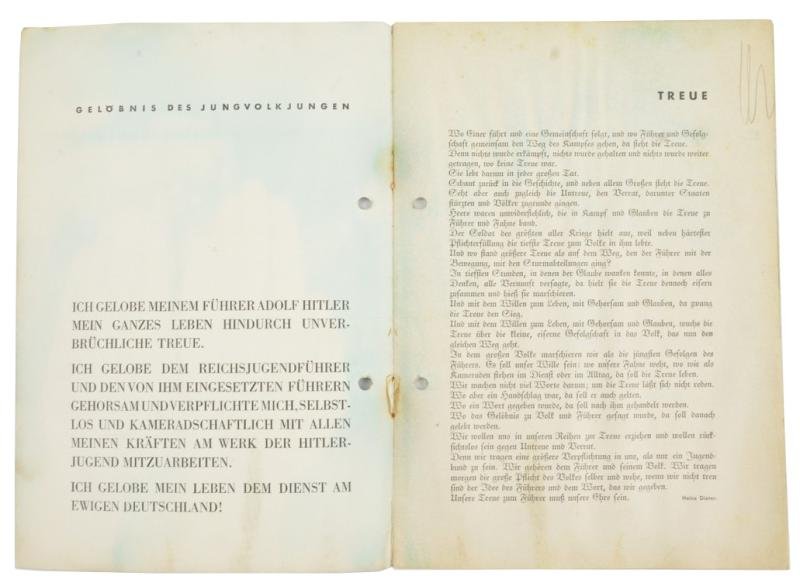 GELÖBNIS DES JUNGVOLKJUNGEN
ICH GELOBE MEINEM FÜHRER ADOLF HITLER
MEIN GANZES LEBEN HINDURCH UNVER-
BRÜCHLICHE TREUE.
ICH GELOBE DEM REICHSJUGENDFÜHRER
UND DEN VON IHM EINGESETZTEN FÜHRERN
GEHORSAM UND VERPFLICHTE MICH, SELBST-
LOS UND KAMERADSCHAFTLICH MIT ALLEN
MEINEN KRÄFTEN AM WERK DER HITLER-
JUGEND MITZUARBEITEN.
ICH GELOBE MEIN LEBEN DEM DIENST AM
EWIGEN DEUTSCHLAND!
TREUE
Wo Einer führt und eine Gemeinschaft folgt, und wo Führer und Gefolg-
schaft gemeinsam den Weg des Kampfes gehen, da steht die Treue.
Denn nichts wurde erkämpft, nichts wurde gehalten und nichts wurde weiter
getragen, wo keine Treue war.
Sie lebt darum in jeder großen Tat.
Schaut zurück in die Geschichte, und neben allem Großen steht die Treue.
Seht aber auch zugleich die Untreue, den Verrat, darunter Staaten
stürzten und Völker zugrunde gingen.
Heere waren unwiderstehlich, die in Kampf und Glauben die Treue zu
Führer und Fahne band.
Der Soldat des größten aller Kriege hielt aus, weil neben härtester
Pflichterfüllung die tiefste Treue zum Volke in ihm lebte.
Und wo stand größere Treue als auf dem Weg, den der Führer mit der
Bewegung, mit den Sturmabteilungen ging?
In tiefsten Stunden, in denen der Glaube wanken konnte, in denen alles
Denken, alle Vernunft versagte, da hielt sie die Treue dennoch eisern
zusammen und hieß sie marschieren.
Und mit dem Willen zum Leben, mit Gehorsam und Glauben, da zwang
die Treue den Sieg.
Und mit dem Willen zum Leben, mit Gehorsam und Glauben, wuchs die
Treue über die kleine, eiserne Gefolgschaft in das Volk, das nun den
gleichen Weg geht.
In dem großen Volke marschieren wir als die jüngsten Gefolgen des
Führers. Es soll unser Wille sein: wo unsere Fahne weht, wo wir als
Kameraden stehen im Dienst oder im Alltag, da soll die Treue leben.
Wir machen nicht viel Worte darum; um die Treue läßt sich nicht reden.
Wo aber ein Handschlag war, da soll er auch gelten.
Wo ein Wort gegeben wurde, da soll nach ihm gehandelt werden.
Wo das Gelöbnis zu Volk und Führer gesagt wurde, da soll danach
gelebt werden.
Wir wollen uns in unseren Reihen zur Treue erziehen und wollen rück-
sichtslos sein gegen Untreue und Verrat.
Denn wir tragen eine größere Verpflichtung in uns, als nur ein Jugend-
bund zu sein. Wir gehören dem Führer und seinem Volk. Wir tragen
morgen die große Pflicht des Volkes selber und wehe, wenn wir nicht treu
sind der Idee des Führers und dem Wort, das wir gegeben.
Unsere Treue zum Führer muß unsere Ehre sein. Heinz Dieter.